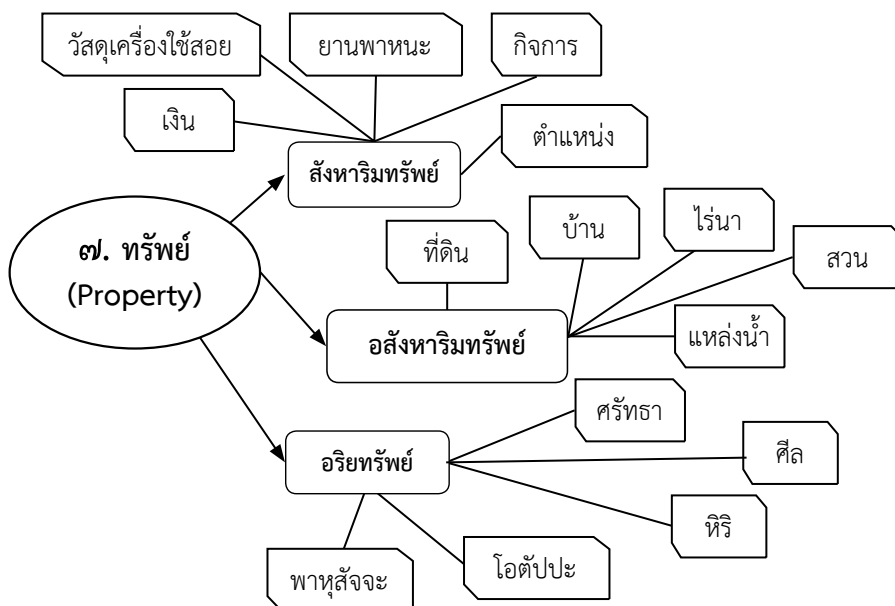 วัสดุเครื่องใช้สอย
ยานพาหนะ
กิจการ
เงิน
ตำแหน่ง
สังหาริมทรัพย์
๗. ทรัพย์
(Property)
ที่ดิน
บ้าน
ไร่นา
สวน
อสังหาริมทรัพย์
แหล่งน้ำ
ศรัทธา
อริยทรัพย์
ศีล
หิริ
พาหุสัจจะ
โอตัปปะ